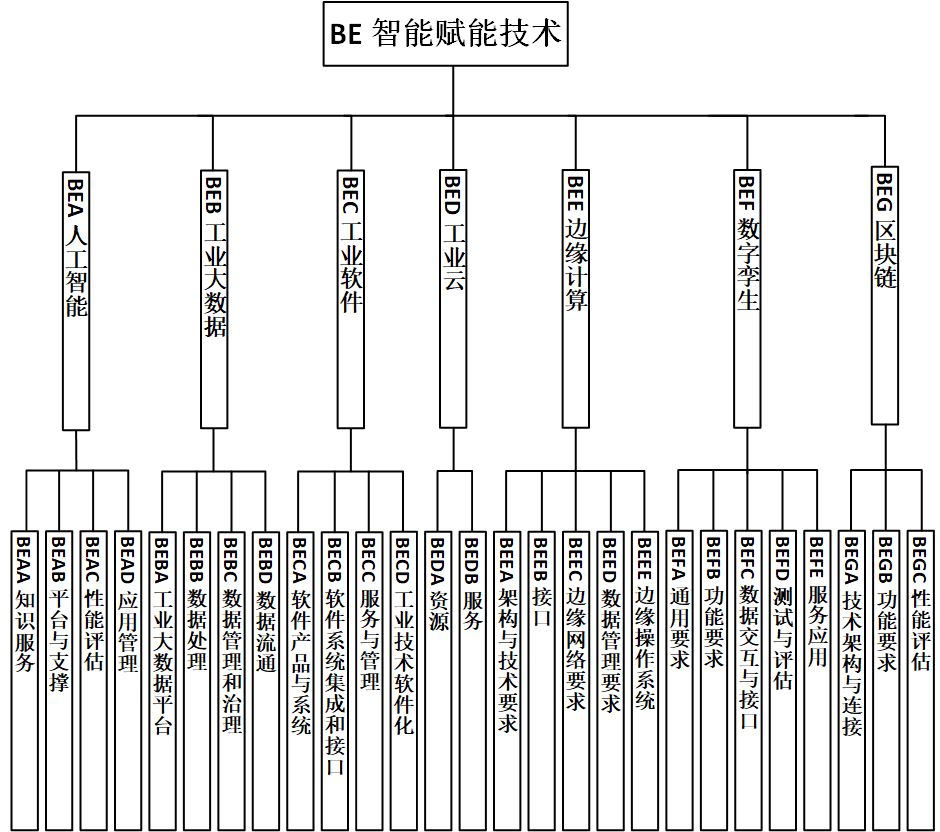 BE 智能赋能技术
BEA 人工智能
BEB 工业大数据
BEC 工业软件
BED 工业云
BEE 边缘计算
BEF 数字孪生
BEG 区块链
BEAA 知识服务
BEAB 平台与支撑
BEAC 性能评估
BEAD 应用管理
BEBA 工业大数据平台
BEBB 数据处理
BEBC 数据管理和治理
BEBD 数据流通
BECA 软件产品与系统
BECB 软件系统集成和接口
BECC 服务与管理
BECD 工业技术软件化
BEDA 资源
BEDB 服务
BEEA 架构与技术要求
BEEB 接口
BEEC 边缘网络要求
BEED 数据管理要求
BEEE 边缘操作系统
BEFA 通用要求
BEFB 功能要求
BEFC 数据交互与接口
BEFD 测试与评估
BEFE 服务应用
BEGA 技术架构与连接
BEGB 功能要求
BEGC 性能评估